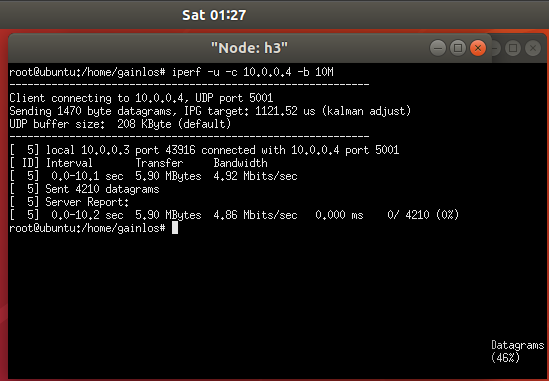 Sat 01:27
"Node: h3"
root@ubuntu:/home/gainlos# iperf -u -c 10.0.0.4 -b 10M
------------------------------------------------------------
Client connecting to 10.0.0.4, UDP port 5001
Sending 1470 byte datagrams, IPG target: 1121.52 us (kalman adjust)
UDP buffer size:  208 KByte (default)
------------------------------------------------------------
[  5] local 10.0.0.3 port 43916 connected with 10.0.0.4 port 5001
[ ID] Interval       Transfer     Bandwidth
[  5]  0.0-10.1 sec  5.90 MBytes  4.92 Mbits/sec
[  5] Sent 4210 datagrams
[  5] Server Report:
[  5]  0.0-10.2 sec  5.90 MBytes  4.86 Mbits/sec   0.000 ms    0/ 4210 (0%)
root@ubuntu:/home/gainlos#
Datagrams
(46%)